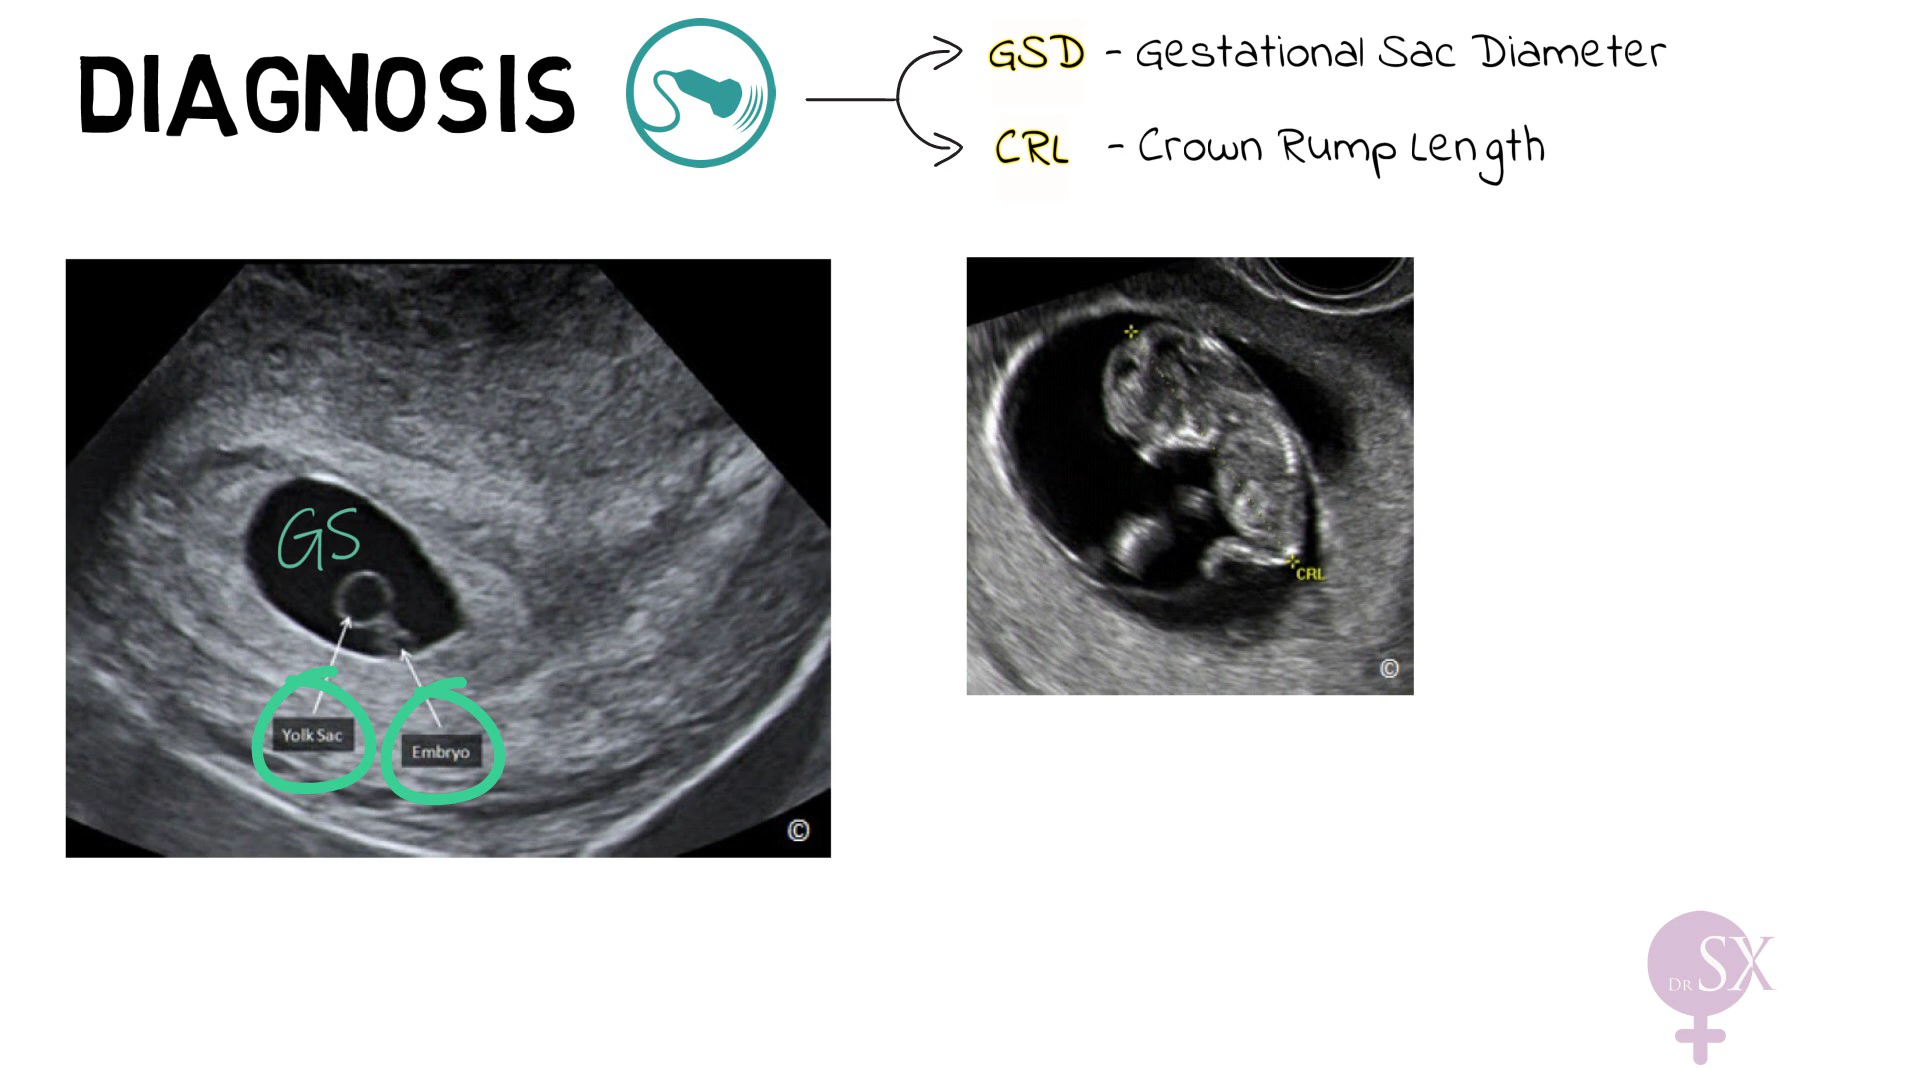 DIAGNOSIS
GSD - Gestational Sac Diameter
CRL - Crown Rump Length
GS
Yolk Sac
Embryo
©
CRL
©
DR SX